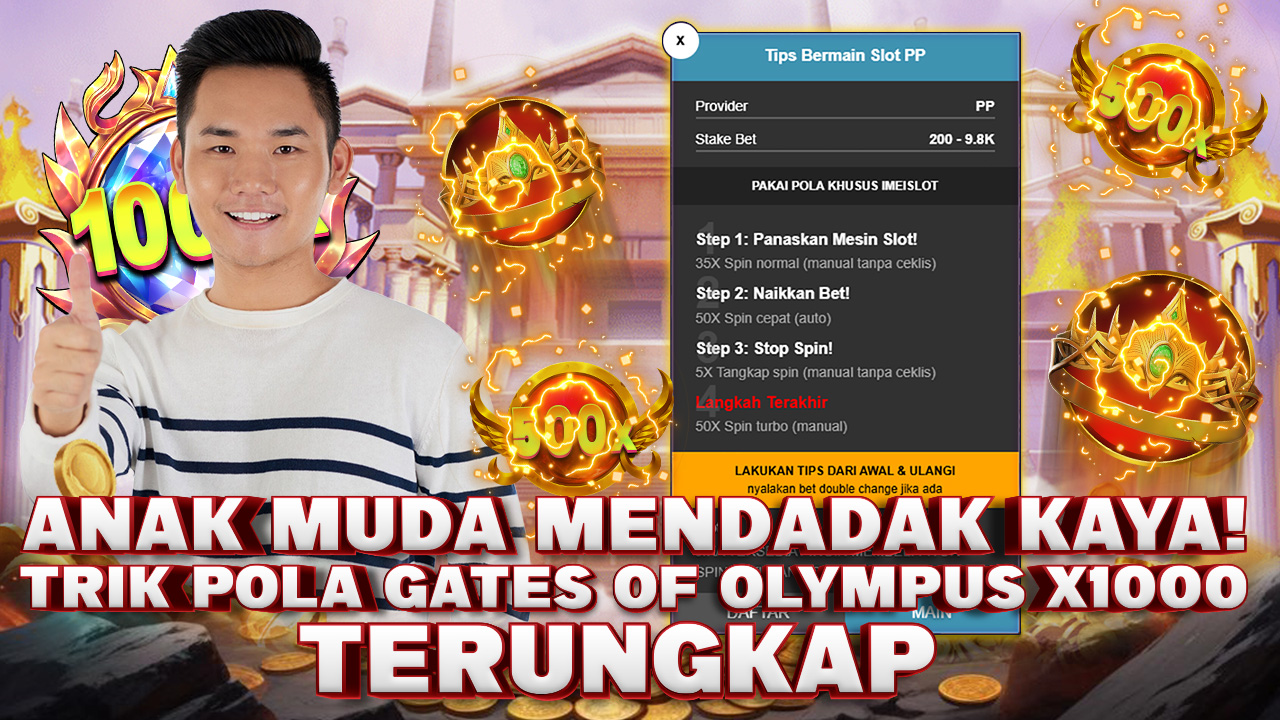 X
Tips Bermain Slot PP
Provider PP
Stake Bet 200 - 9.8K
PAKAI POLA KHUSUS IMEISLOT
1
Step 1: Panaskan Mesin Slot!
35X Spin normal (manual tanpa ceklis)
2
Step 2: Naikkan Bet!
50X Spin cepat (auto)
3
Step 3: Stop Spin!
5X Tangkap spin (manual tanpa ceklis)
4
Langkah Terakhir
50X Spin turbo (manual)
LAKUKAN TIPS DARI AWAL & ULANGI
nyalakan bet double change jika ada
DAFTAR MAIN
500x
500x
ANAK MUDA MENDADAK KAYA!
TRIK POLA GATES OF OLYMPUS X1000
TERUNGKAP